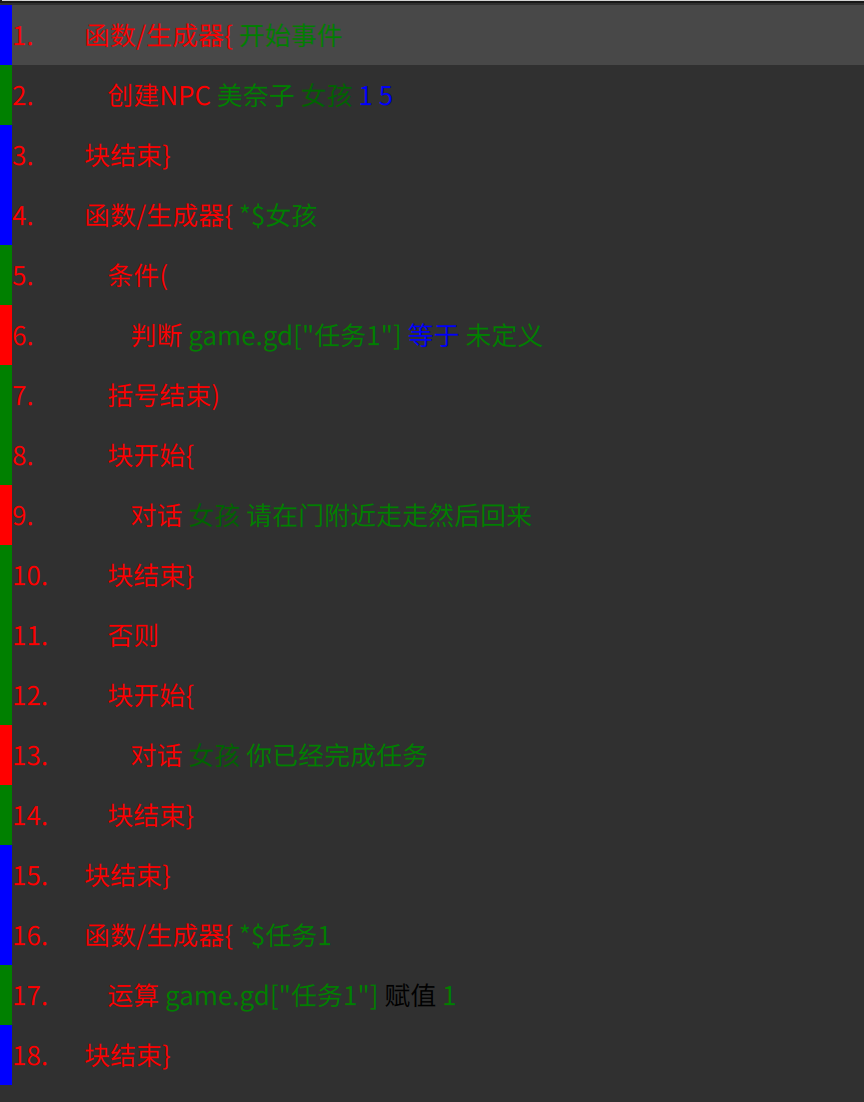 1. 函数/生成器{ 开始事件
2. 创建NPC 美奈子 女孩 1 5
3. 块结束}
4. 函数/生成器{ *$女孩
5. 条件(
6. 判断 game.gd["任务1"] 等于 未定义
7. 括号结束)
8. 块开始{
9. 对话 女孩 请在门附近走走然后回来
10. 块结束}
11. 否则
12. 块开始{
13. 对话 女孩 你已经完成任务
14. 块结束}
15. 块结束}
16. 函数/生成器{ *$任务1
17. 运算 game.gd["任务1"] 赋值 1
18. 块结束}